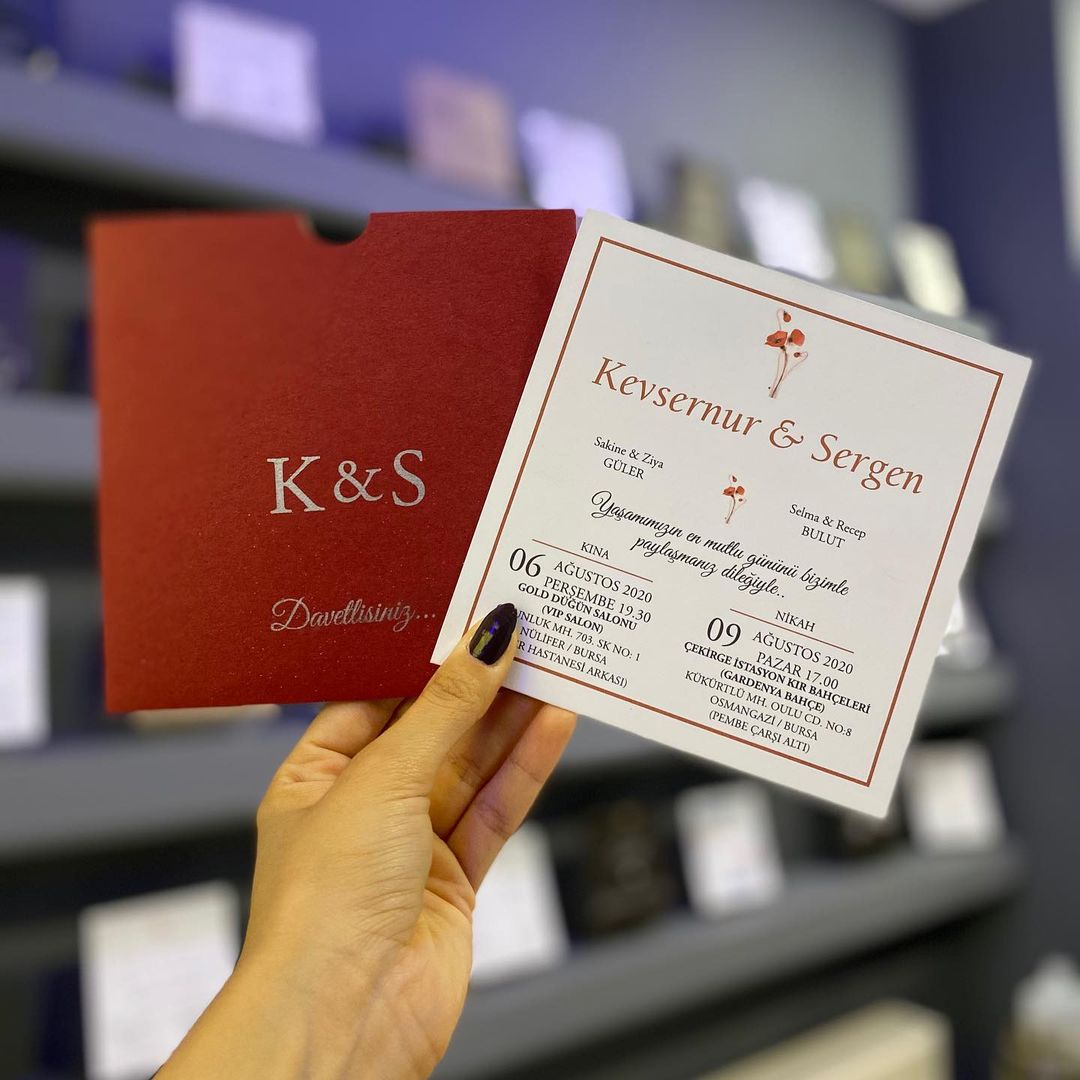 K & S
Davetlisiniz...
Kevsernur & Sergen
Sakine & Ziya
GÜLER
Selma & Recep
BULUT
Yaşamımızın en mutlu gününü bizimle
paylaşmanız dileğiyle..
KINA
06 AĞUSTOS 2020
PERŞEMBE 19.30
GOLD DÜĞÜN SALONU
(VIP SALON)
MH. 703. SK NO: 1
NÜLİFER / BURSA
HASTANESİ ARKASI)
NİKAH
09 AĞUSTOS 2020
PAZAR 17.00
ÇEKİRGE İSTASYON KIR BAHÇELERİ
(GARDENYA BAHÇE)
KÜKÜRTLÜ MH. OULU CD. NO:8
OSMANGAZİ / BURSA
(PEMBE ÇARŞI ALTI)